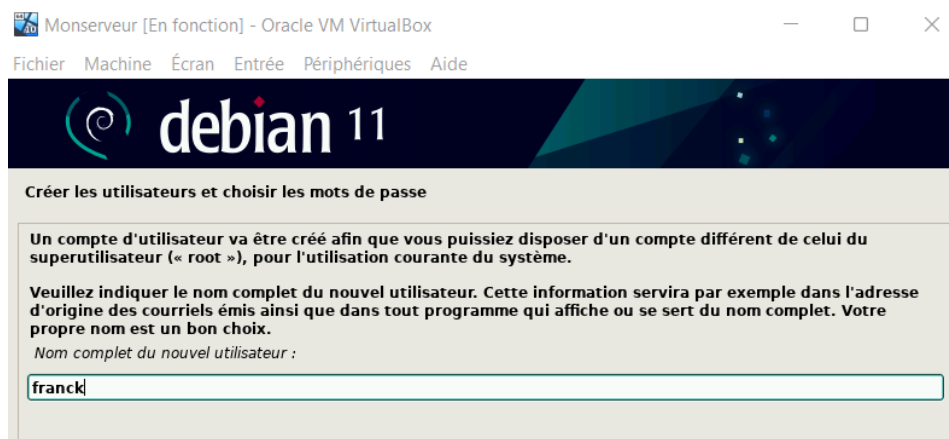 Monserveur [En fonction] - Oracle VM VirtualBox
Fichier Machine Écran Entrée Périphériques Aide
debian 11
Créer les utilisateurs et choisir les mots de passe
Un compte d'utilisateur va être créé afin que vous puissiez disposer d'un compte différent de celui du
superutilisateur (« root »), pour l'utilisation courante du système.
Veuillez indiquer le nom complet du nouvel utilisateur. Cette information servira par exemple dans l'adresse
d'origine des courriels émis ainsi que dans tout programme qui affiche ou se sert du nom complet. Votre
propre nom est un bon choix.
Nom complet du nouvel utilisateur :
franck